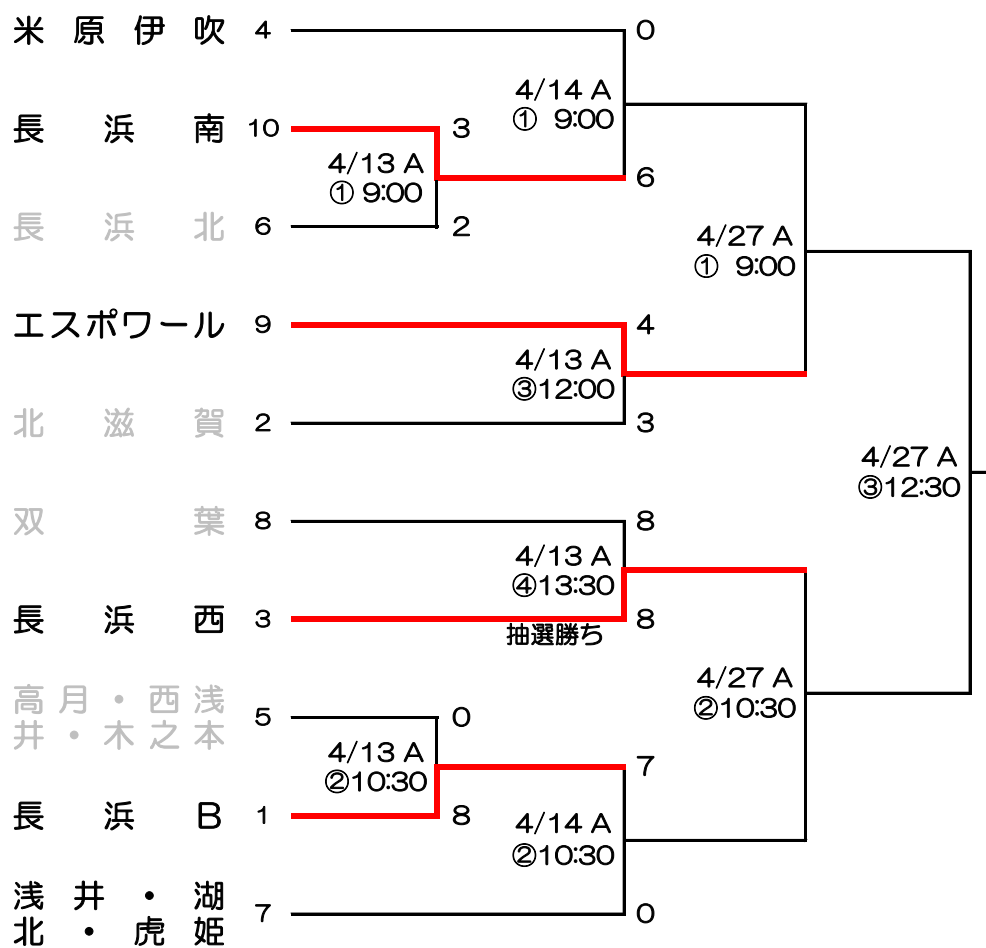 米原伊吹 4
0
4/14 A
① 9:00
長浜南 10
3
4/13 A
① 9:00
6
長浜北 6
2
4/27 A
① 9:00
エスポワール 9
4
4/13 A
③12:00
北滋賀 2
3
4/27 A
③12:30
双葉 8
8
4/13 A
④13:30
長浜西 3
8
抽選勝ち
4/27 A
②10:30
高月・西浅
井・木之本
5
0
4/13 A
②10:30
7
長浜B 1
8
4/14 A
②10:30
浅井・湖
北・虎姫
7
0